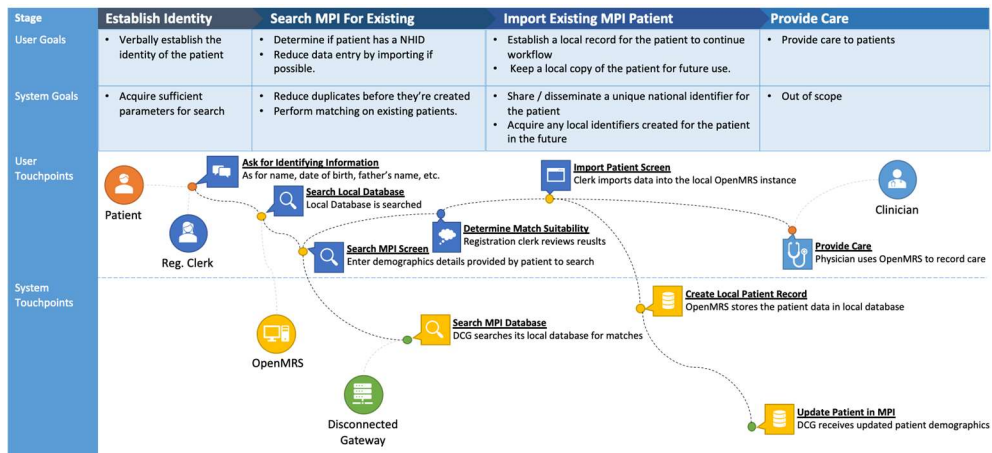 Stage
Establish Identity
Search MPI For Existing
Import Existing MPI Patient
Provide Care
User Goals
• Verbally establish the
identity of the patient
• Determine if patient has a NHID
• Reduce data entry by importing if
possible.
• Establish a local record for the patient to continue
workflow
• Keep a local copy of the patient for future use.
• Provide care to patients
System Goals
• Acquire sufficient
parameters for search
• Reduce duplicates before they're created
• Perform matching on existing patients.
• Share / disseminate a unique national identifier for
the patient
• Acquire any local identifiers created for the patient
in the future
• Out of scope
User
Touchpoints
Ask for Identifying Information
As for name, date of birth, father's name, etc.
Import Patient Screen
Clerk imports data into the local OpenMRS instance
Search Local Database
Local Database is searched
Patient
Clinician
Determine Match Suitability
Registration clerk reviews reuslts
Reg. Clerk
Search MPI Screen
Enter demographics details provided by patient to search
Provide Care
Physician uses OpenMRS to record care
System
Touchpoints
Create Local Patient Record
OpenMRS stores the patient data in local database
Search MPI Database
DCG searches its local database for matches
OpenMRS
Disconnected
Gateway
Update Patient in MPI
DCG receives updated patient demographics